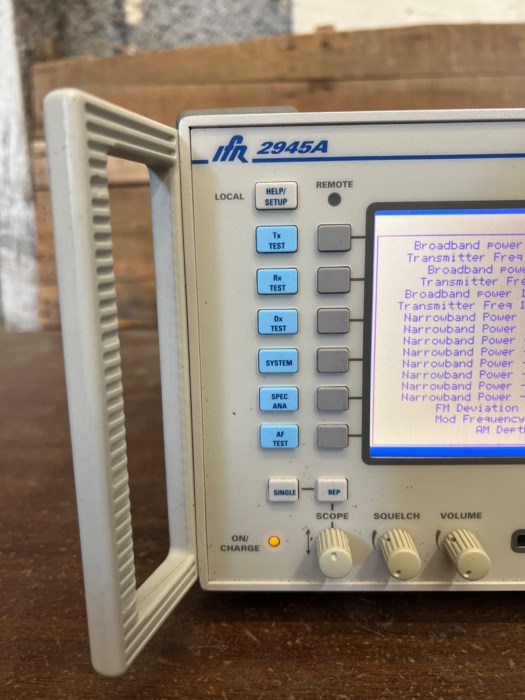 ifr 2945A
LOCAL
HELP/
SETUP
REMOTE
Tx
TEST
Rx
TEST
Dx
TEST
SYSTEM
SPEC
ANA
AF
TEST
Broadband power
Transmitter Freq
Broadband powe
Transmitter Fre
Broadband power 1
Transmitter Freq 1
Narrowband Power
Narrowband Power
Narrowband Power
Narrowband Power
Narrowband Power -
Narrowband Power -
Narrowband Power -
Narrowband Power -
FM Deviation
Mod Frequency
AM Dept
SINGLE
REP
SCOPE
SQUELCH
VOLUME
ON/
CHARGE